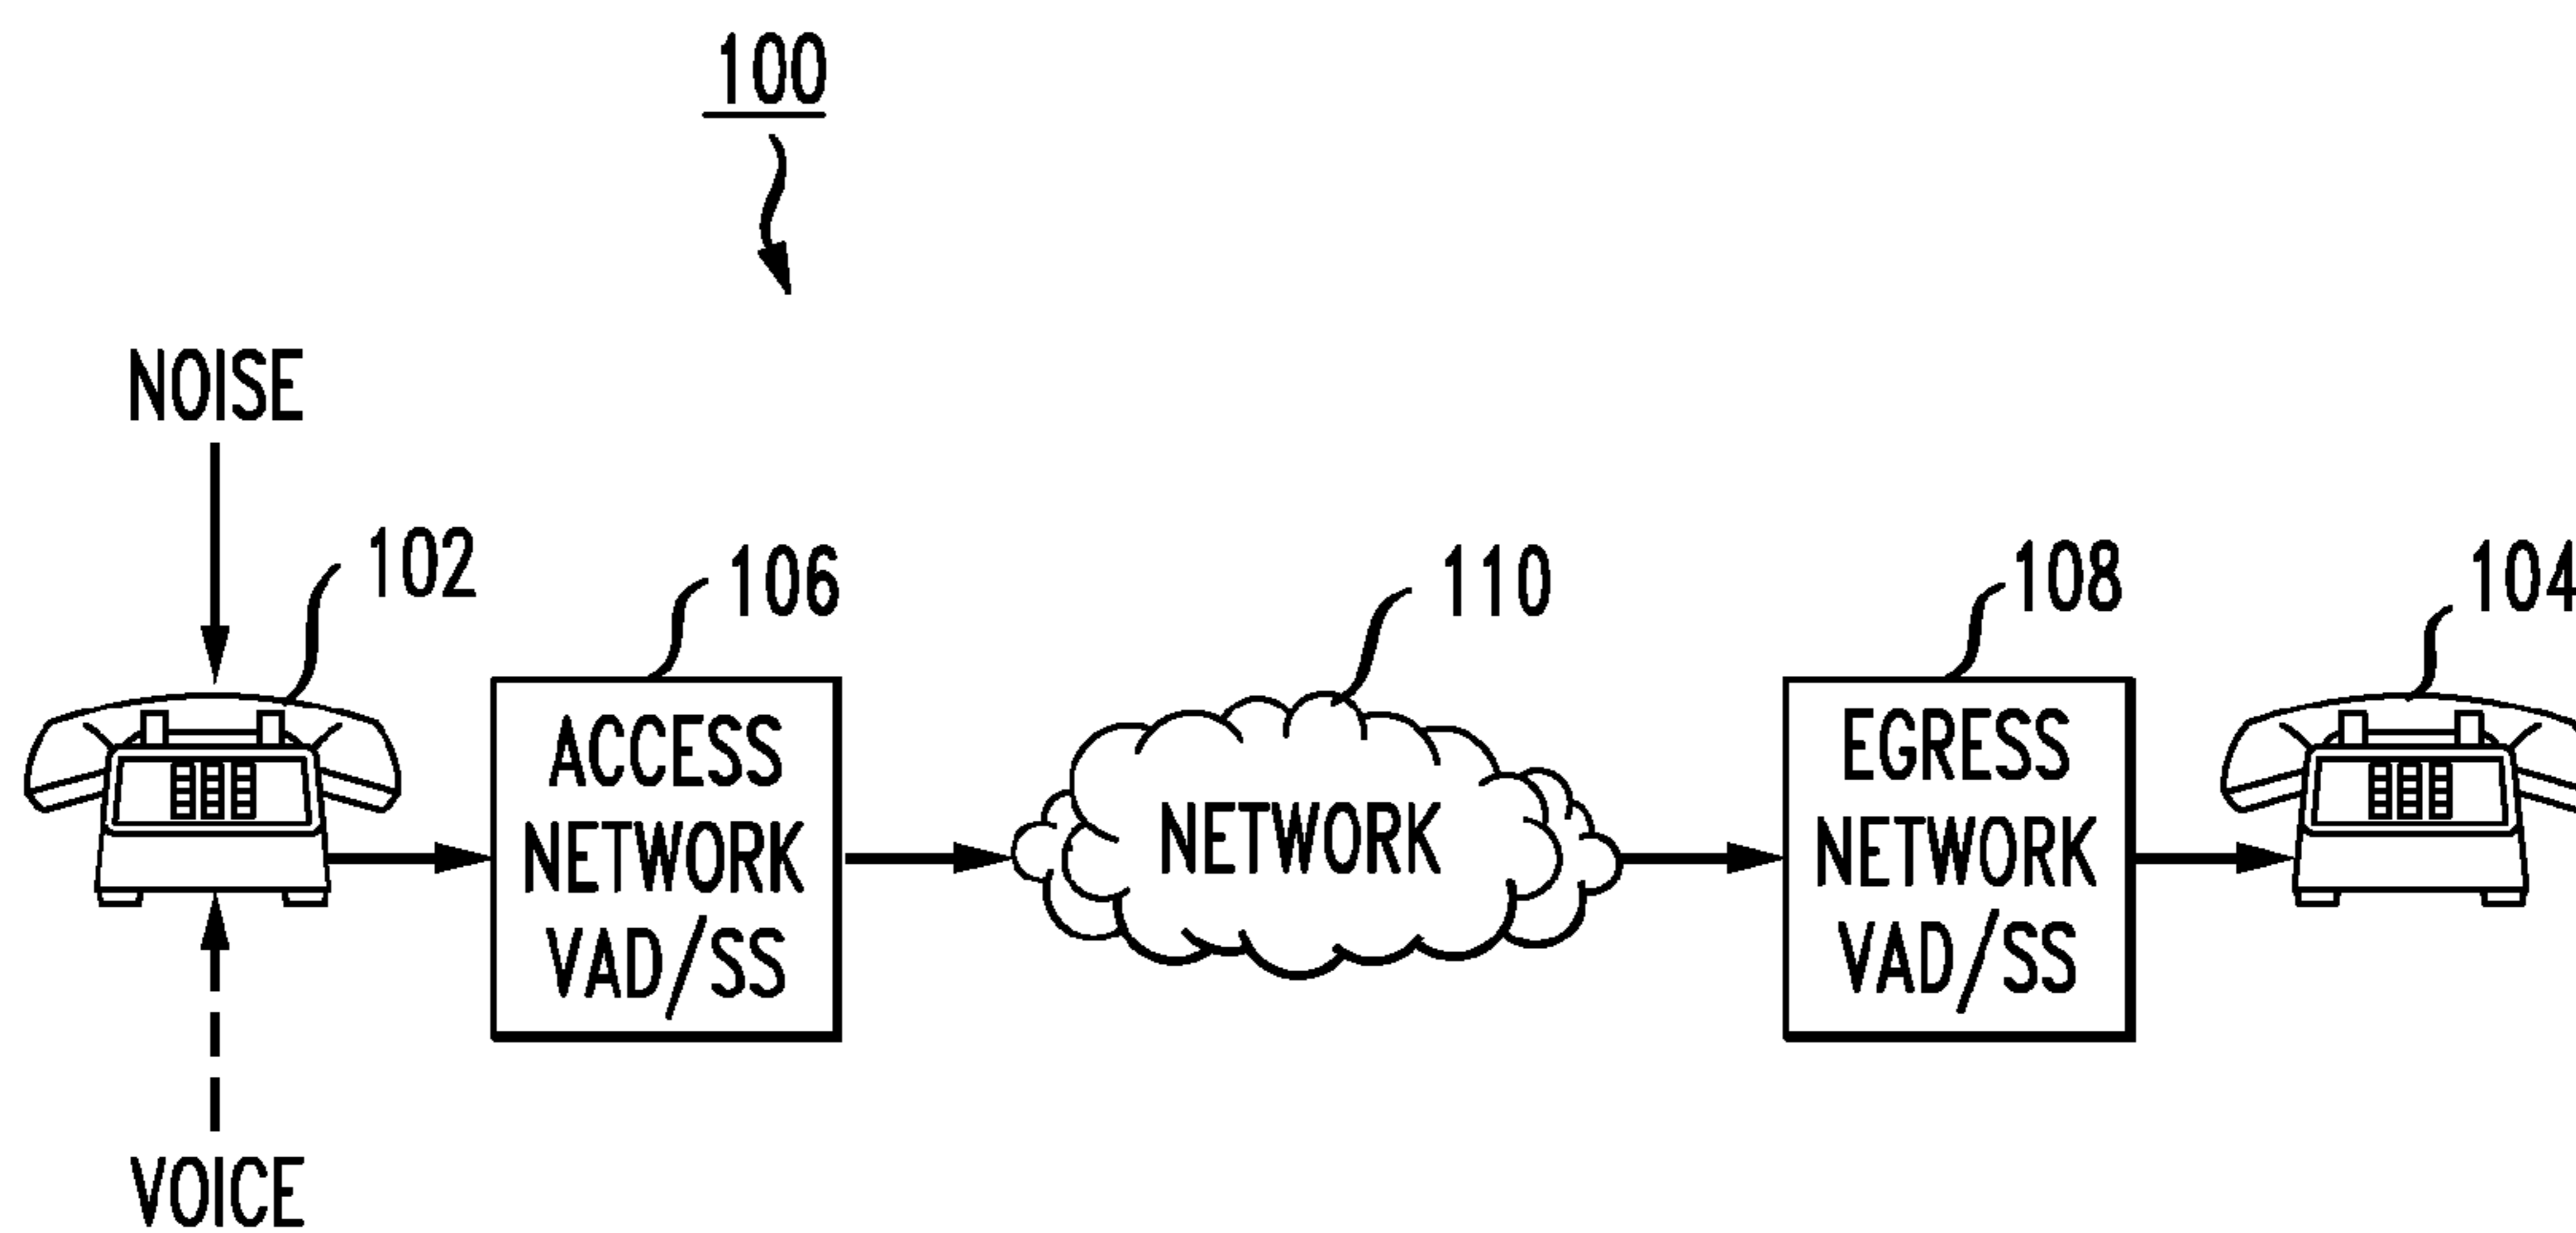 100
NOISE
102
106
110
108
104
ACCESS
NETWORK
VAD/SS
NETWORK
EGRESS
NETWORK
VAD/SS
VOICE